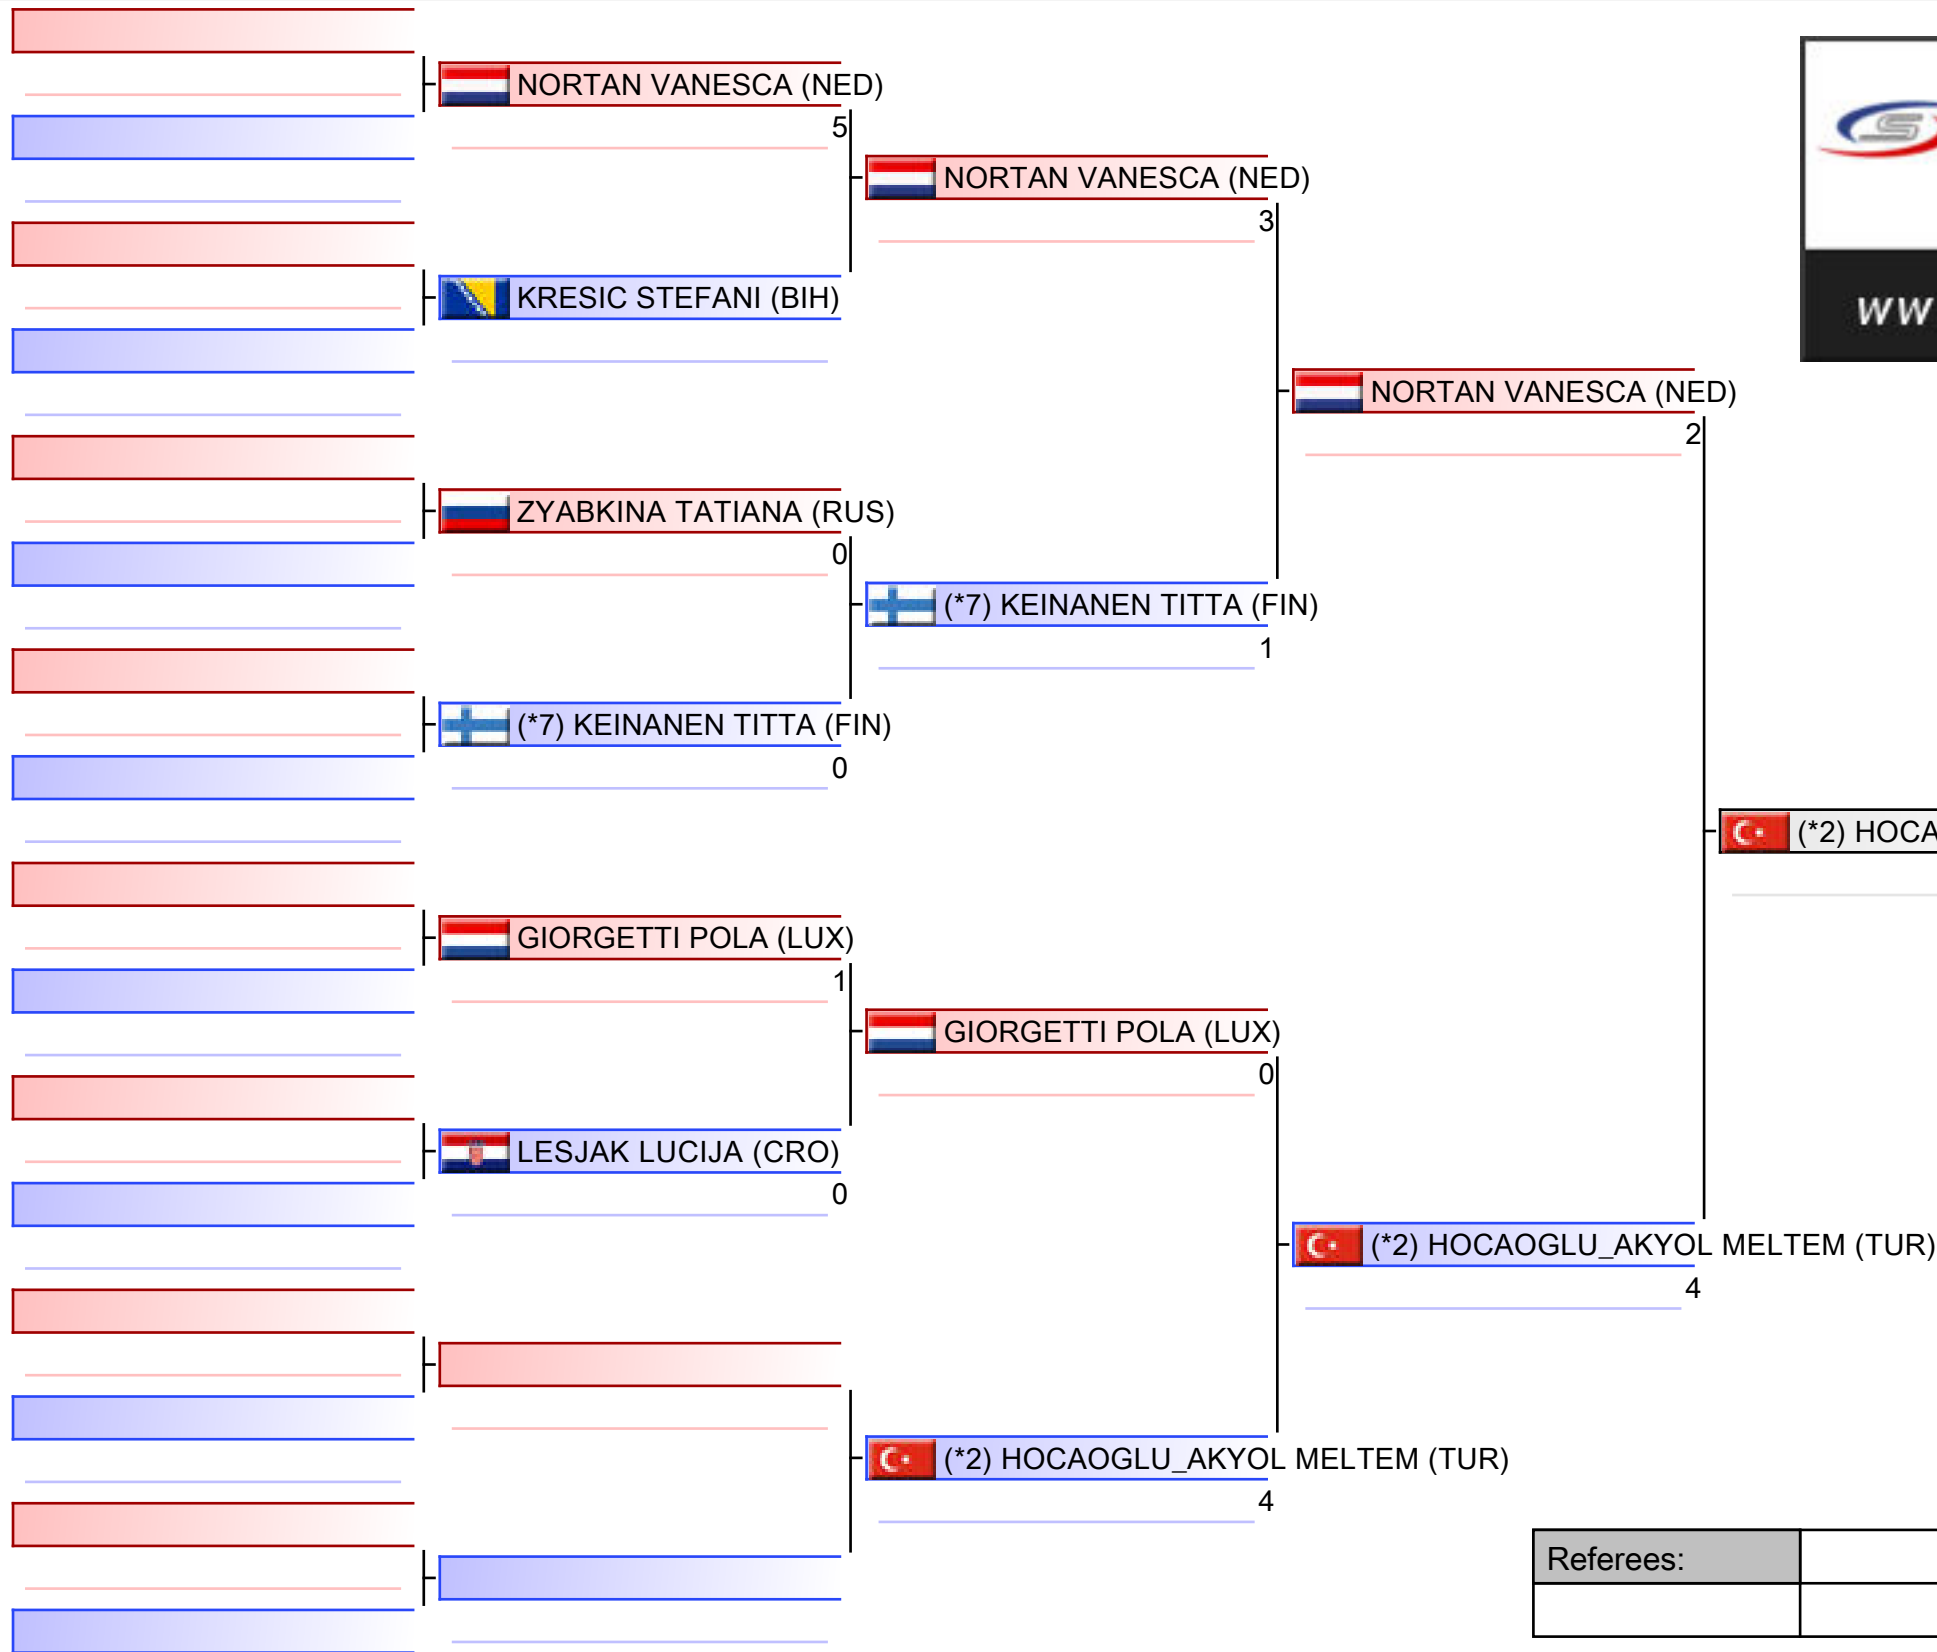 NORTAN VANESCA (NED)
5
NORTAN VANESCA (NED)
3
KRESIC STEFANI (BIH)
WW
NORTAN VANESCA (NED)
2
ZYABKINA TATIANA (RUS)
0
(*7) KEINANEN TITTA (FIN)
1
(*7) KEINANEN TITTA (FIN)
0
(*2) HOCA
GIORGETTI POLA (LUX)
1
GIORGETTI POLA (LUX)
0
LESJAK LUCIJA (CRO)
0
(*2) HOCAOGLU_AKYOL MELTEM (TUR)
4
(*2) HOCAOGLU_AKYOL MELTEM (TUR)
4
Referees: